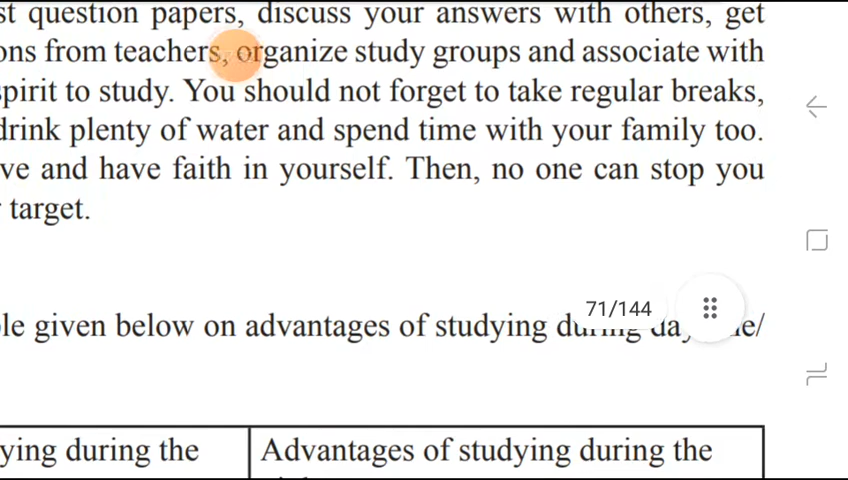 st question papers, discuss your answers with others, get
ons from teachers, organize study groups and associate with
spirit to study. You should not forget to take regular breaks,
drink plenty of water and spend time with your family too.
ve and have faith in yourself. Then, no one can stop you
target.
71/144
le given below on advantages of studying during
ying during the
Advantages of studying during the